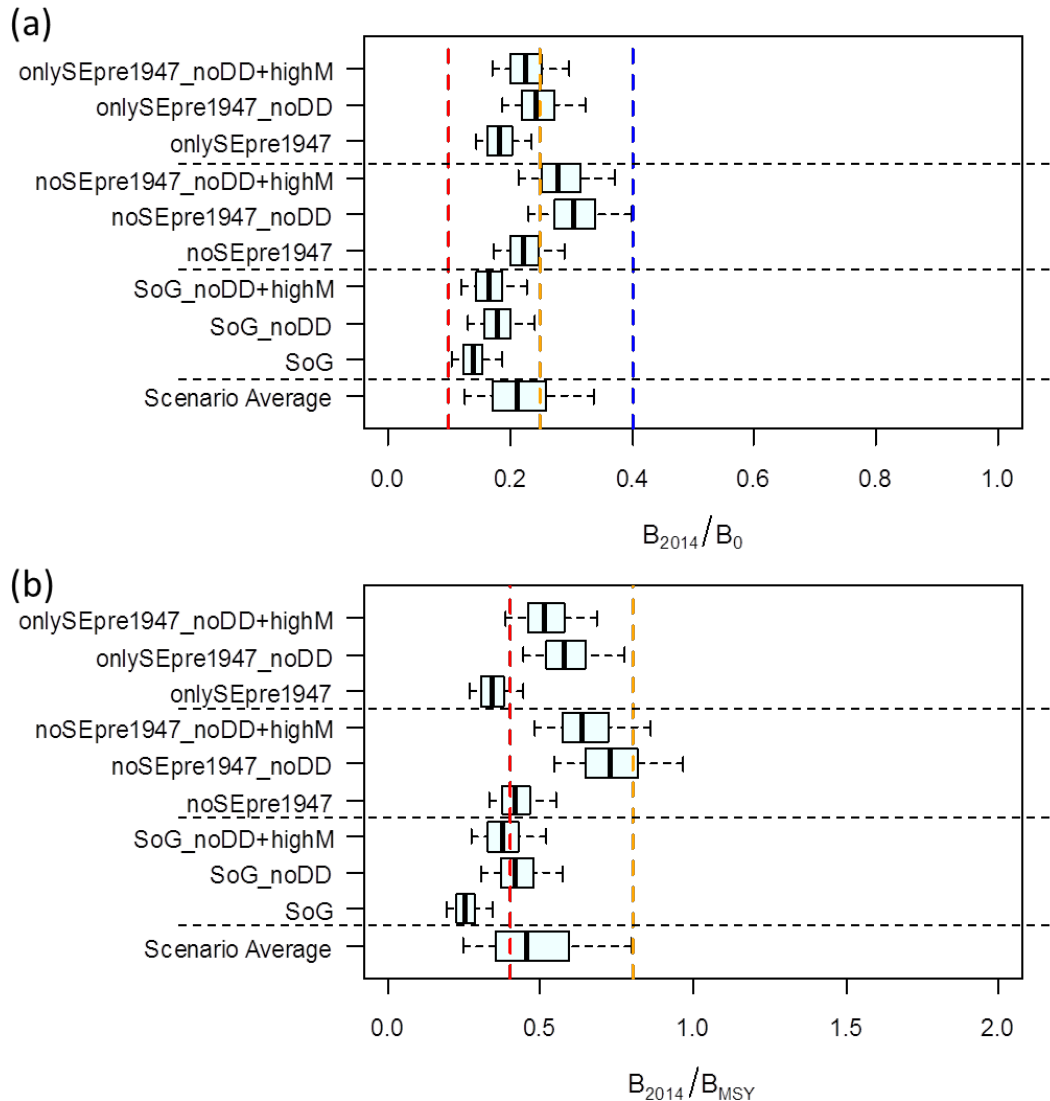 (a)
onlySEpre1947_noDD+highM
onlySEpre1947_noDD
onlySEpre1947
noSEpre1947_noDD+highM
noSEpre1947_noDD
noSEpre1947
SoG_noDD+highM
SoG_noDD
SoG
Scenario Average
0.0 0.2 0.4 0.6 0.8 1.0
B2014/B0
(b)
onlySEpre1947_noDD+highM
onlySEpre1947_noDD
onlySEpre1947
noSEpre1947_noDD+highM
noSEpre1947_noDD
noSEpre1947
SoG_noDD+highM
SoG_noDD
SoG
Scenario Average
0.0 0.5 1.0 1.5 2.0
B2014/BMSY